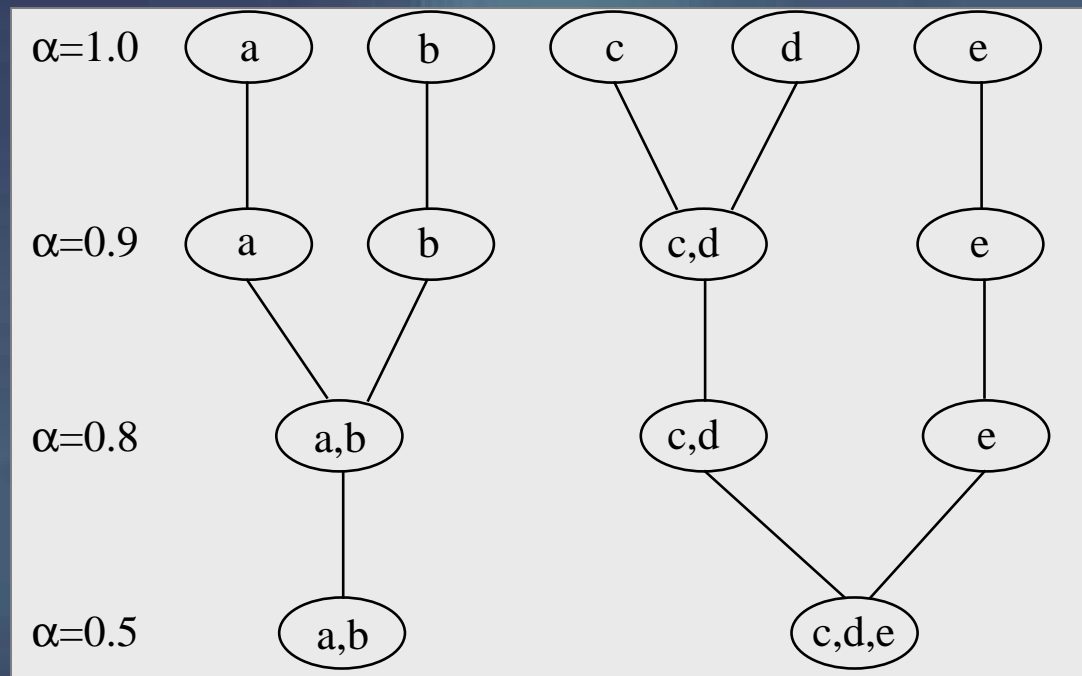 α=1.0 a b c d e
α=0.9 a b c,d e
α=0.8 a,b c,d e
α=0.5 a,b c,d,e